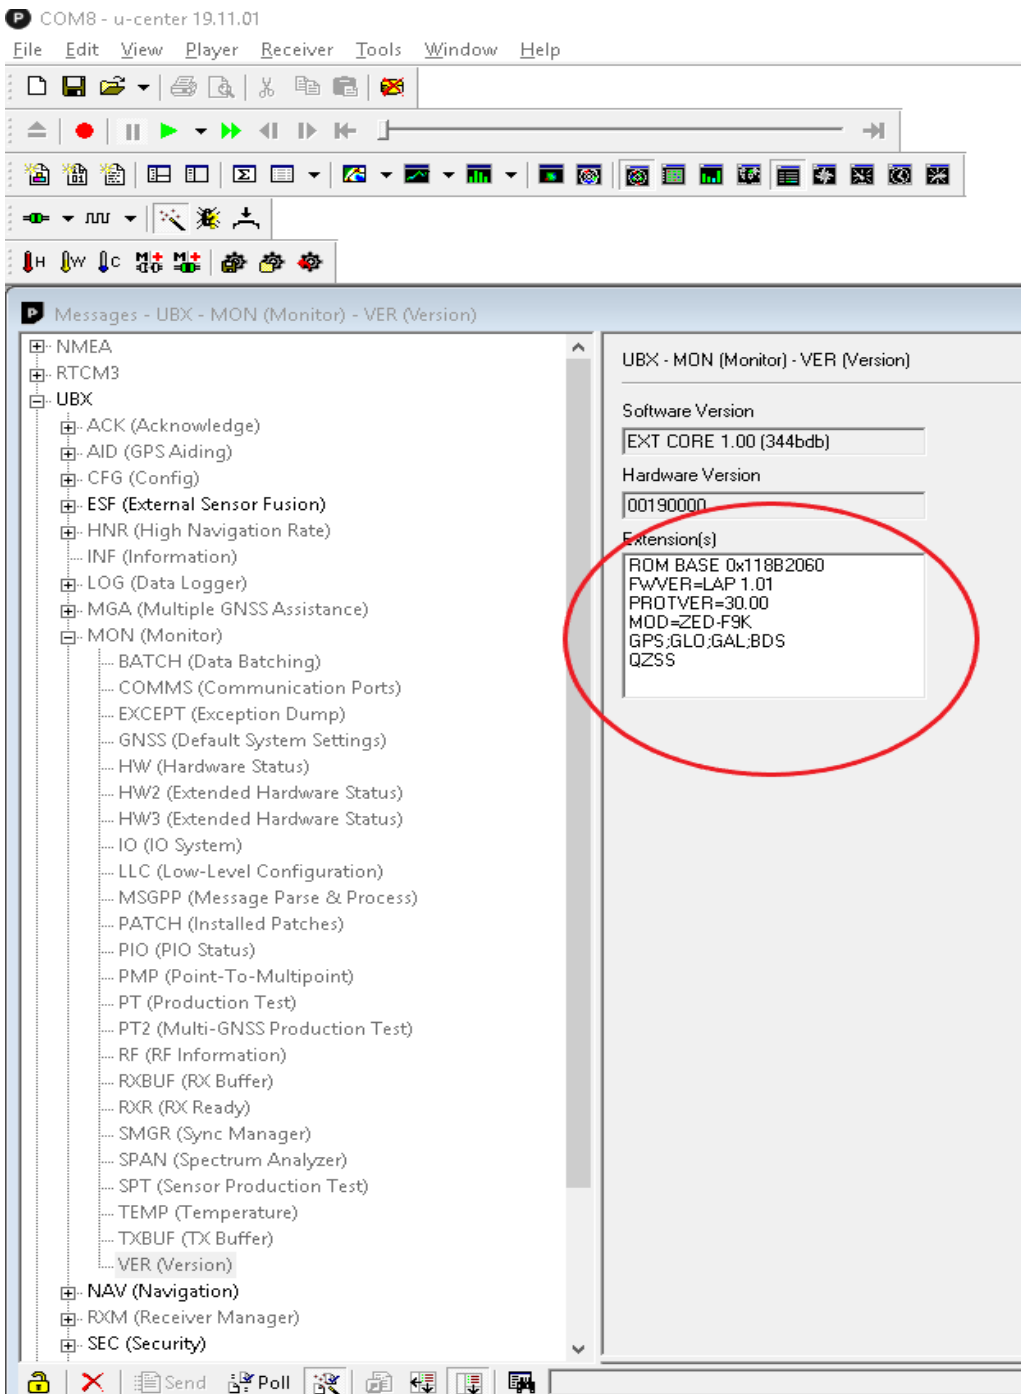 COM8 - u-center 19.11.01
File Edit View Player Receiver Tools Window Help
H W C
Messages - UBX - MON (Monitor) - VER (Version)
NMEA
RTCM3
UBX
ACK (Acknowledge)
AID (GPS Aiding)
CFG (Config)
ESF (External Sensor Fusion)
HNR (High Navigation Rate)
INF (Information)
LOG (Data Logger)
MGA (Multiple GNSS Assistance)
MON (Monitor)
BATCH (Data Batching)
COMMS (Communication Ports)
EXCEPT (Exception Dump)
GNSS (Default System Settings)
HW (Hardware Status)
HW2 (Extended Hardware Status)
HW3 (Extended Hardware Status)
IO (IO System)
LLC (Low-Level Configuration)
MSGPP (Message Parse & Process)
PATCH (Installed Patches)
PIO (PIO Status)
PMP (Point-To-Multipoint)
PT (Production Test)
PT2 (Multi-GNSS Production Test)
RF (RF Information)
RXBUF (RX Buffer)
RXR (RX Ready)
SMGR (Sync Manager)
SPAN (Spectrum Analyzer)
SPT (Sensor Production Test)
TEMP (Temperature)
TXBUF (TX Buffer)
VER (Version)
NAV (Navigation)
RXM (Receiver Manager)
SEC (Security)
UBX - MON (Monitor) - VER (Version)
Software Version
EXT CORE 1.00 (344bdb)
Hardware Version
00190000
Extension(s)
ROM BASE 0x118B2060
FWVER=LAP 1.01
PROTVER=30.00
MOD=ZED-F9K
GPS;GLO;GAL;BDS
QZSS
Send Poll